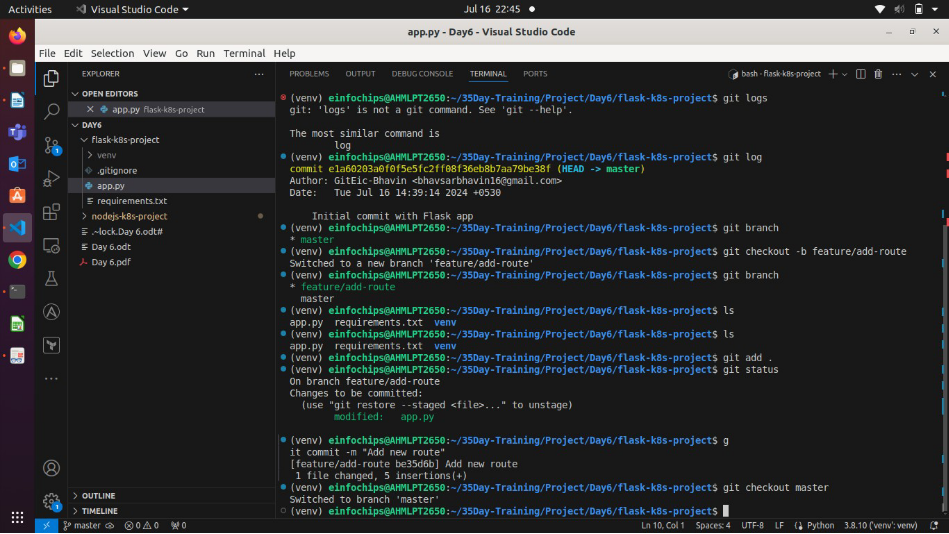 Activities
Visual Studio Code
Jul 16 22:45
app.py - Day6 - Visual Studio Code
File Edit Selection View Go Run Terminal Help
EXPLORER
OPEN EDITORS
app.py flask-k8s-project
DAY6
flask-k8s-project
venv
.gitignore
app.py
requirements.txt
nodejs-k8s-project
.~lock.Day 6.odt#
Day 6.odt
Day 6.pdf
OUTLINE
TIMELINE
PROBLEMS OUTPUT DEBUG CONSOLE TERMINAL PORTS
bash - flask-k8s-project
(venv) einfochips@AHMLPT2650:~/35Day-Training/Project/Day6/flask-k8s-project$ git logs
git: 'logs' is not a git command. See 'git --help'.
The most similar command is
log
(venv) einfochips@AHMLPT2650:~/35Day-Training/Project/Day6/flask-k8s-project$ git log
commit e1a60203a0f0f5e5fc2ff08f36eb8b7aa79be38f (HEAD -> master)
Author: GitEic-Bhavin <bhavsarbhavin16@gmail.com>
Date: Tue Jul 16 14:39:14 2024 +0530
Initial commit with Flask app
(venv) einfochips@AHMLPT2650:~/35Day-Training/Project/Day6/flask-k8s-project$ git branch
* master
(venv) einfochips@AHMLPT2650:~/35Day-Training/Project/Day6/flask-k8s-project$ git checkout -b feature/add-route
Switched to a new branch 'feature/add-route'
(venv) einfochips@AHMLPT2650:~/35Day-Training/Project/Day6/flask-k8s-project$ git branch
* feature/add-route
master
(venv) einfochips@AHMLPT2650:~/35Day-Training/Project/Day6/flask-k8s-project$ ls
app.py requirements.txt venv
(venv) einfochips@AHMLPT2650:~/35Day-Training/Project/Day6/flask-k8s-project$ ls
app.py requirements.txt venv
(venv) einfochips@AHMLPT2650:~/35Day-Training/Project/Day6/flask-k8s-project$ git add .
(venv) einfochips@AHMLPT2650:~/35Day-Training/Project/Day6/flask-k8s-project$ git status
On branch feature/add-route
Changes to be committed:
(use "git restore --staged <file>..." to unstage)
modified: app.py
(venv) einfochips@AHMLPT2650:~/35Day-Training/Project/Day6/flask-k8s-project$ g
it commit -m "Add new route"
[feature/add-route be35d6b] Add new route
1 file changed, 5 insertions(+)
(venv) einfochips@AHMLPT2650:~/35Day-Training/Project/Day6/flask-k8s-project$ git checkout master
Switched to branch 'master'
(venv) einfochips@AHMLPT2650:~/35Day-Training/Project/Day6/flask-k8s-project$
master 0 0 0 Ln 10, Col 1 Spaces: 4 UTF-8 LF Python 3.8.10 ('venv': venv)